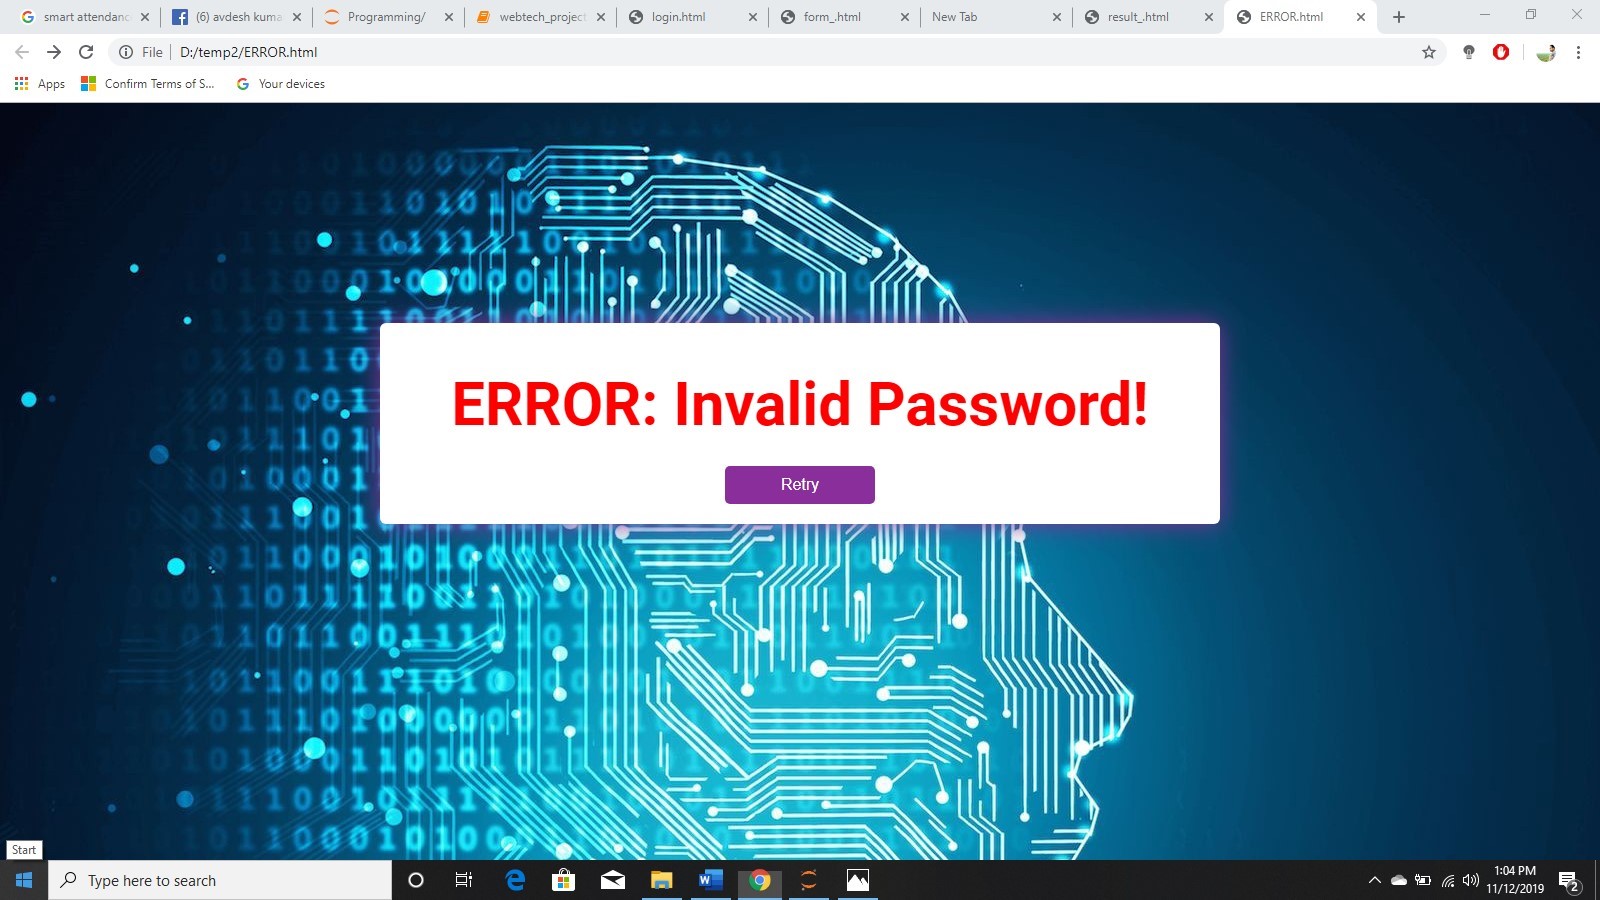 smart attendanc
(6) avdesh kuma
Programming/
webtech_project
login.html
form_.html
New Tab
result_.html
ERROR.html
File
D:/temp2/ERROR.html
Apps
Confirm Terms of S...
Your devices
ERROR: Invalid Password!
Retry
Start
Type here to search
1:04 PM
11/12/2019
2